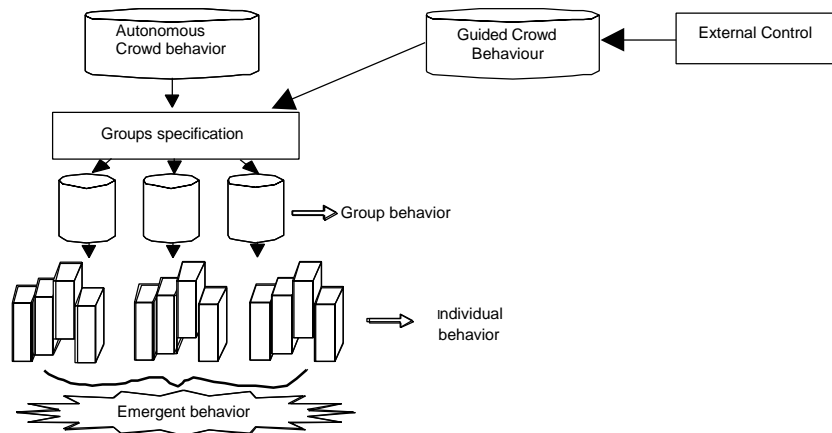 Autonomous
Crowd behavior
Guided Crowd
Behaviour
External Control
Groups specification
Group behavior
Individual
behavior
Emergent behavior